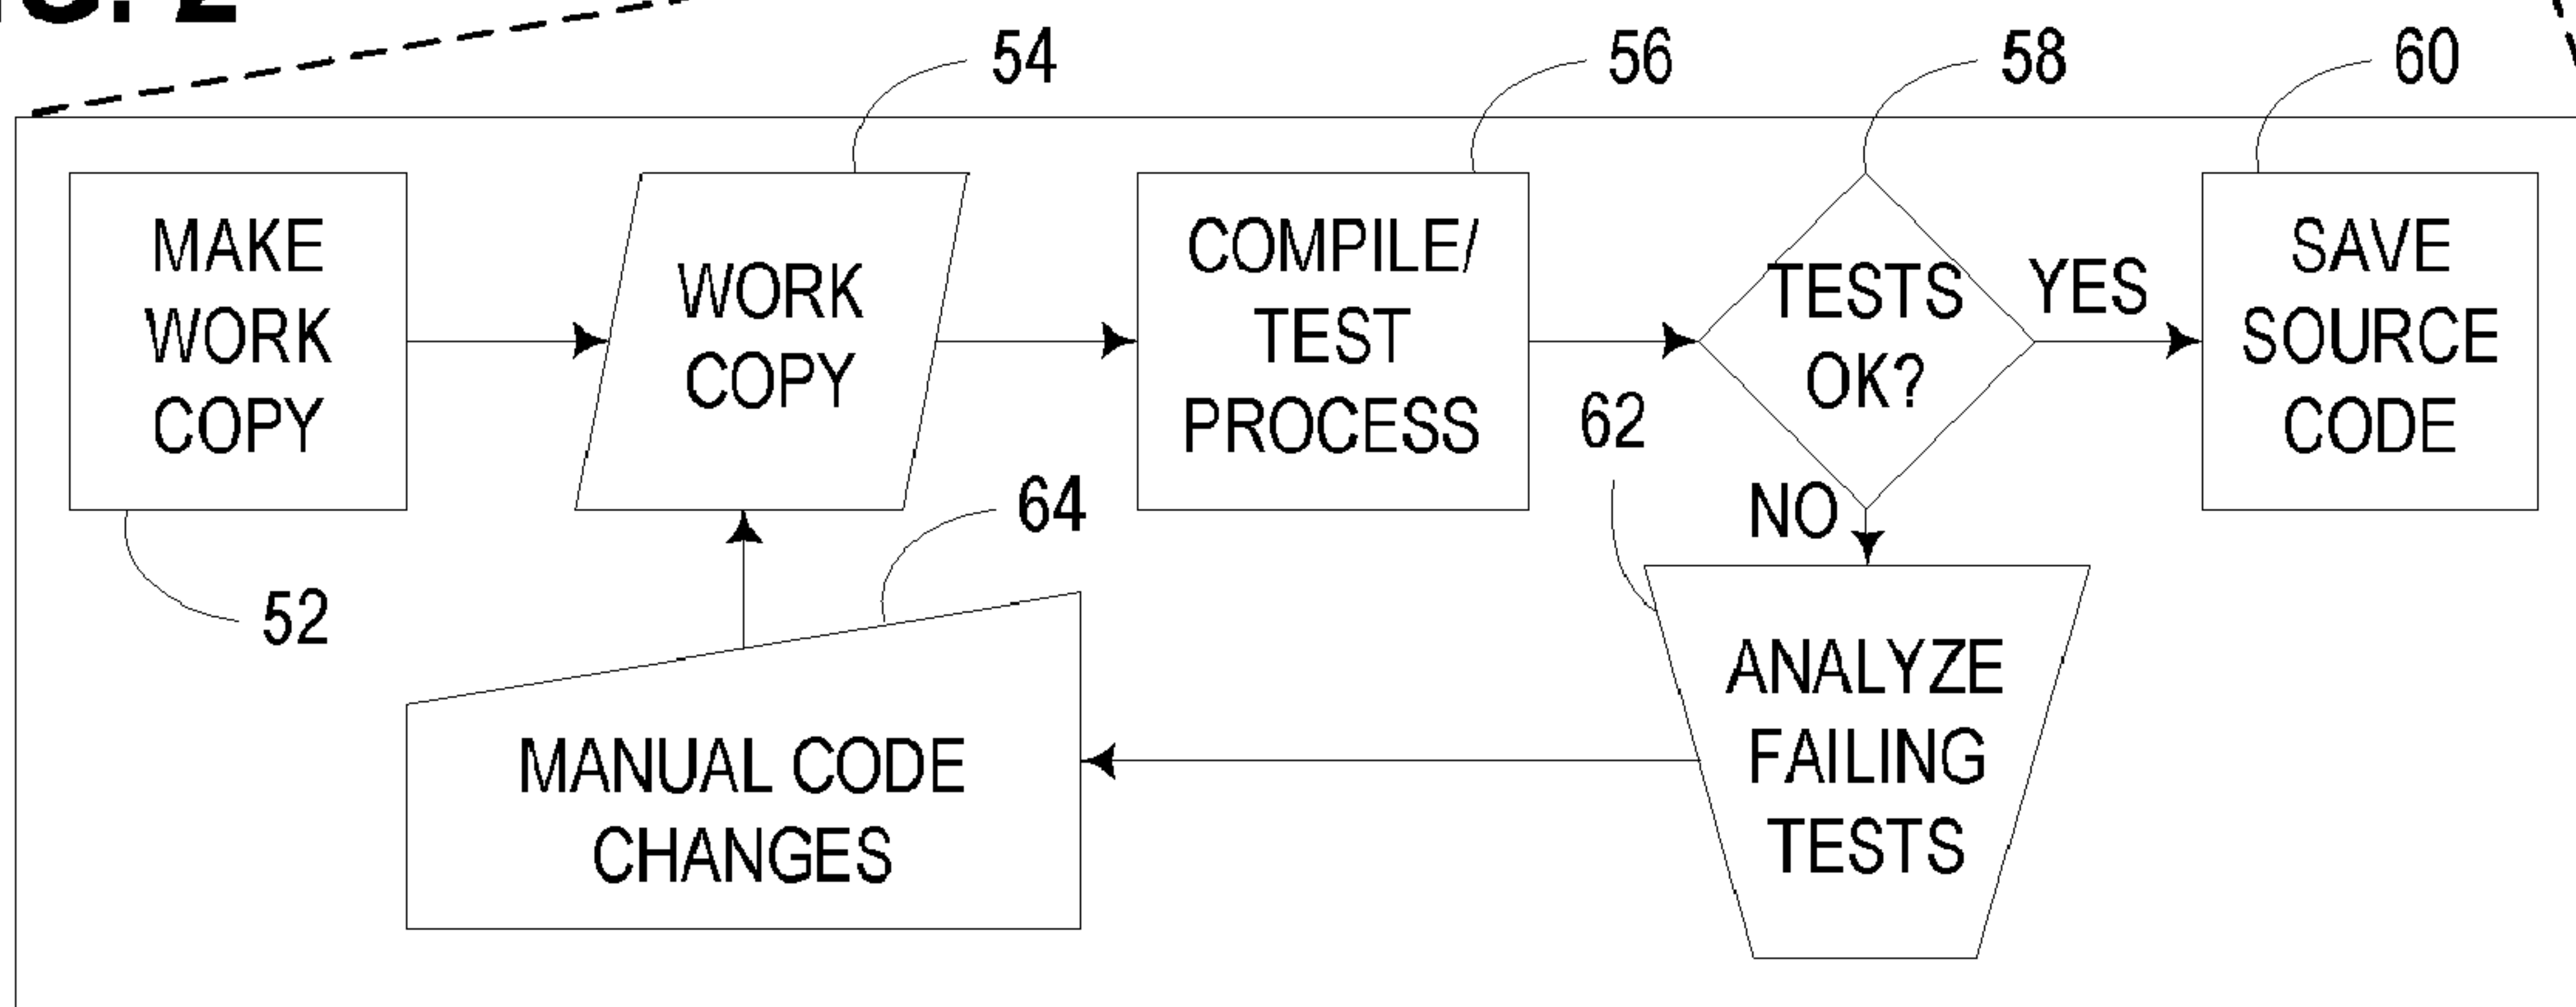 54
56
58
60
MAKE
WORK
COPY
WORK
COPY
COMPILE/
TEST
PROCESS
TESTS
OK?
YES
SAVE
SOURCE
CODE
62
NO
64
52
MANUAL CODE
CHANGES
ANALYZE
FAILING
TESTS